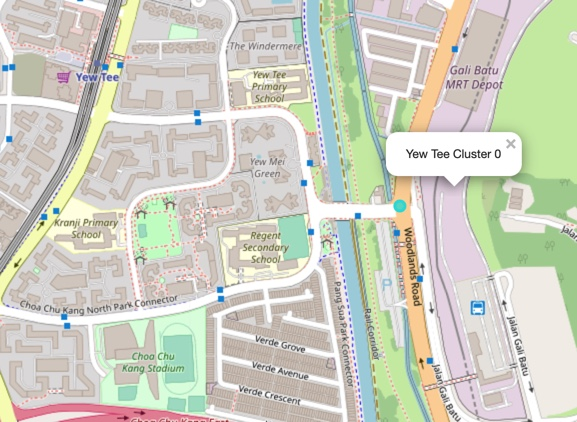 The Windermere
Yew Tee
Yew Tee
Primary
School
Gali Batu
MRT Depot
Yew Tee Cluster 0
×
Yew Mei
Green
Kranji Primary
School
Regent
Secondary
School
Woodlands Road
Choa Chu Kang North Park Connector
Pang Sua Park Connector
Rail Corridor
P
Jalan Gali Batu
Jalan Gali Batu
Verde Grove
Verde Avenue
Verde Crescent
Choa Chu
Kang Stadium